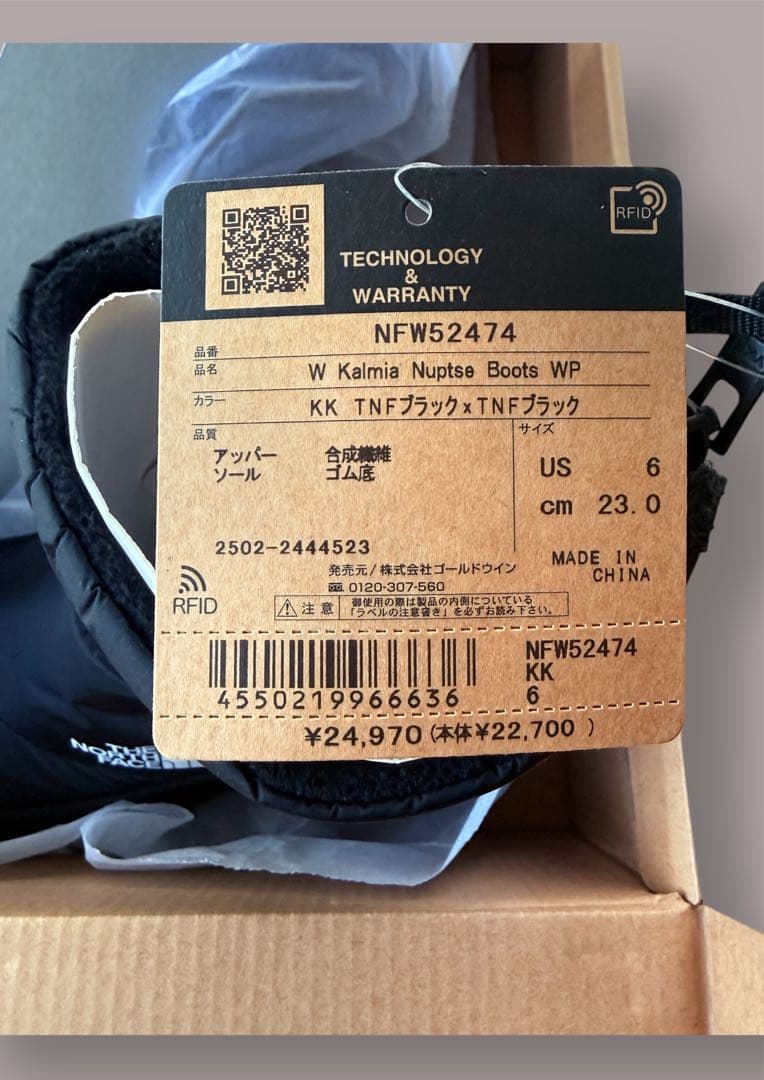 RFID
TECHNOLOGY
&
WARRANTY
品番 NFW52474
品名 W Kalmia Nuptse Boots WP
カラー KK TNFブラックxTNFブラック
品質 サイズ
アッパー 合成繊維
ソール ゴム底
US 6
cm 23.0
2502-2444523
発売元/株式会社ゴールドウイン
0120-307-560
MADE IN
CHINA
RFID
注意 御使用の際は製品の内側についている
「ラベルの注意書き」を必ずお読み下さい。
NFW52474
KK
6
4550219966636
¥24,970(本体¥22,700 )
THE
NORTH
FACE